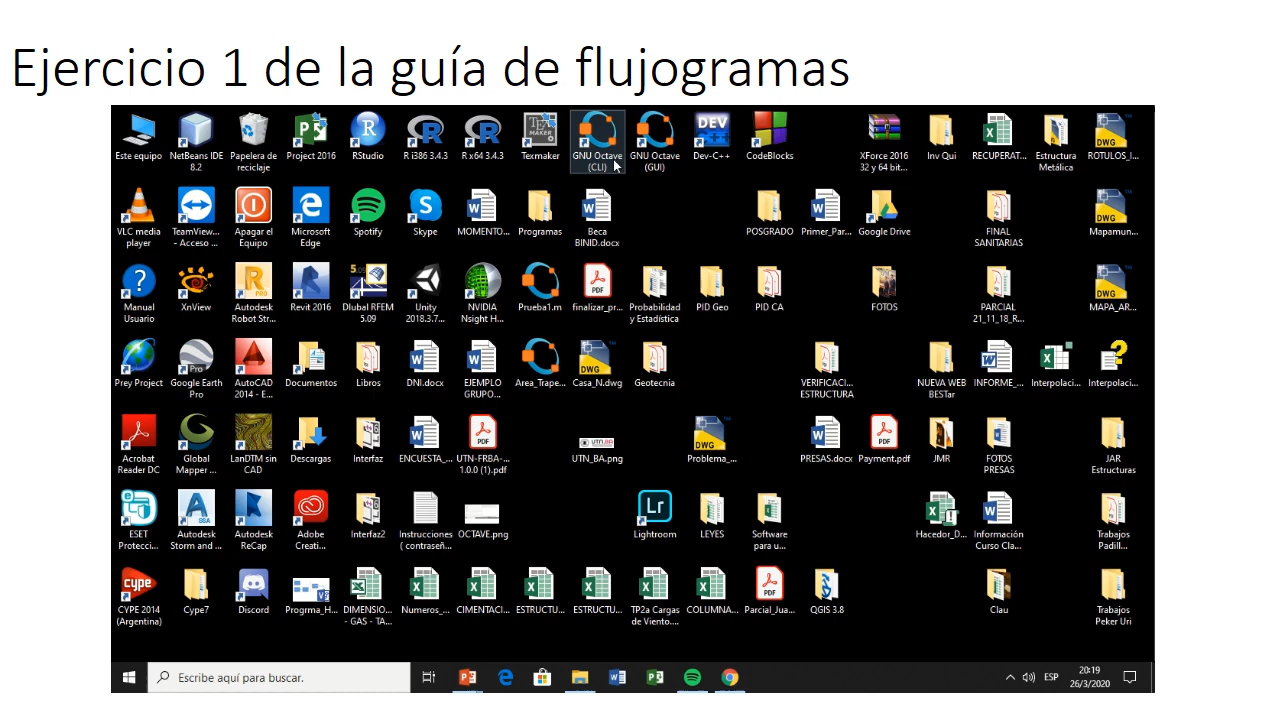 Ejercicio 1 de la guía de flujogramas
Este equipo
NetBeans IDE
8.2
Papelera de
reciclaje
Project 2016
RStudio
R i386 3.4.3
R x64 3.4.3
Texmaker
GNU Octave
(CLI)
GNU Octave
(GUI)
Dev-C++
CodeBlocks
XForce 2016
32 y 64 bit...
Inv Qui
RECUPERAT...
Estructura
Metálica
ROTULOS_I...
VLC media
player
TeamView...
- Acceso ...
Apagar el
Equipo
Microsoft
Edge
Spotify
Skype
MOMENTO...
Programas
Beca
BINID.docx
POSGRADO
Primer_Par...
Google Drive
FINAL
SANITARIAS
Mapamun...
Manual
Usuario
XnView
Autodesk
Robot Str...
Revit 2016
Dlubal RFEM
5.09
Unity
2018.3.7...
NVIDIA
Nsight H...
Prueba1.m
finalizar_pr...
Probabilidad
y Estadística
PID Geo
PID CA
FOTOS
PARCIAL
21_11_18_R...
MAPA_AR...
Prey Project
Google Earth
Pro
AutoCAD
2014 - E...
Documentos
Libros
DNI.docx
EJEMPLO
GRUPO...
Area_Trape...
Casa_N.dwg
Geotecnia
VERIFICACI...
ESTRUCTURA
NUEVA WEB
BESTar
INFORME_...
Interpolaci...
Interpolaci...
Acrobat
Reader DC
Global
Mapper ...
LanDTM sin
CAD
Descargas
Interfaz
ENCUESTA_...
UTN-FRBA-...
1.0.0 (1).pdf
UTN_BA.png
Problema_...
PRESAS.docx
Payment.pdf
JMR
FOTOS
PRESAS
JAR
Estructuras
ESET
Protecci...
Autodesk
Storm and ...
Autodesk
ReCap
Adobe
Creati...
Interfaz2
Instrucciones
( contraseñ...
OCTAVE.png
Lightroom
LEYES
Software
para u...
Hacedor_D...
Información
Curso Cla...
Trabajos
Padill...
CYPE 2014
(Argentina)
Cype7
Discord
Progrma_H...
DIMENSIO...
- GAS - TA...
Numeros_...
CIMENTACI...
ESTRUCTU...
ESTRUCTU...
TP2a Cargas
de Viento....
COLUMNA...
Parcial_Jua...
QGIS 3.8
Clau
Trabajos
Peker Uri
Escribe aquí para buscar.
ESP
20:19
26/3/2020